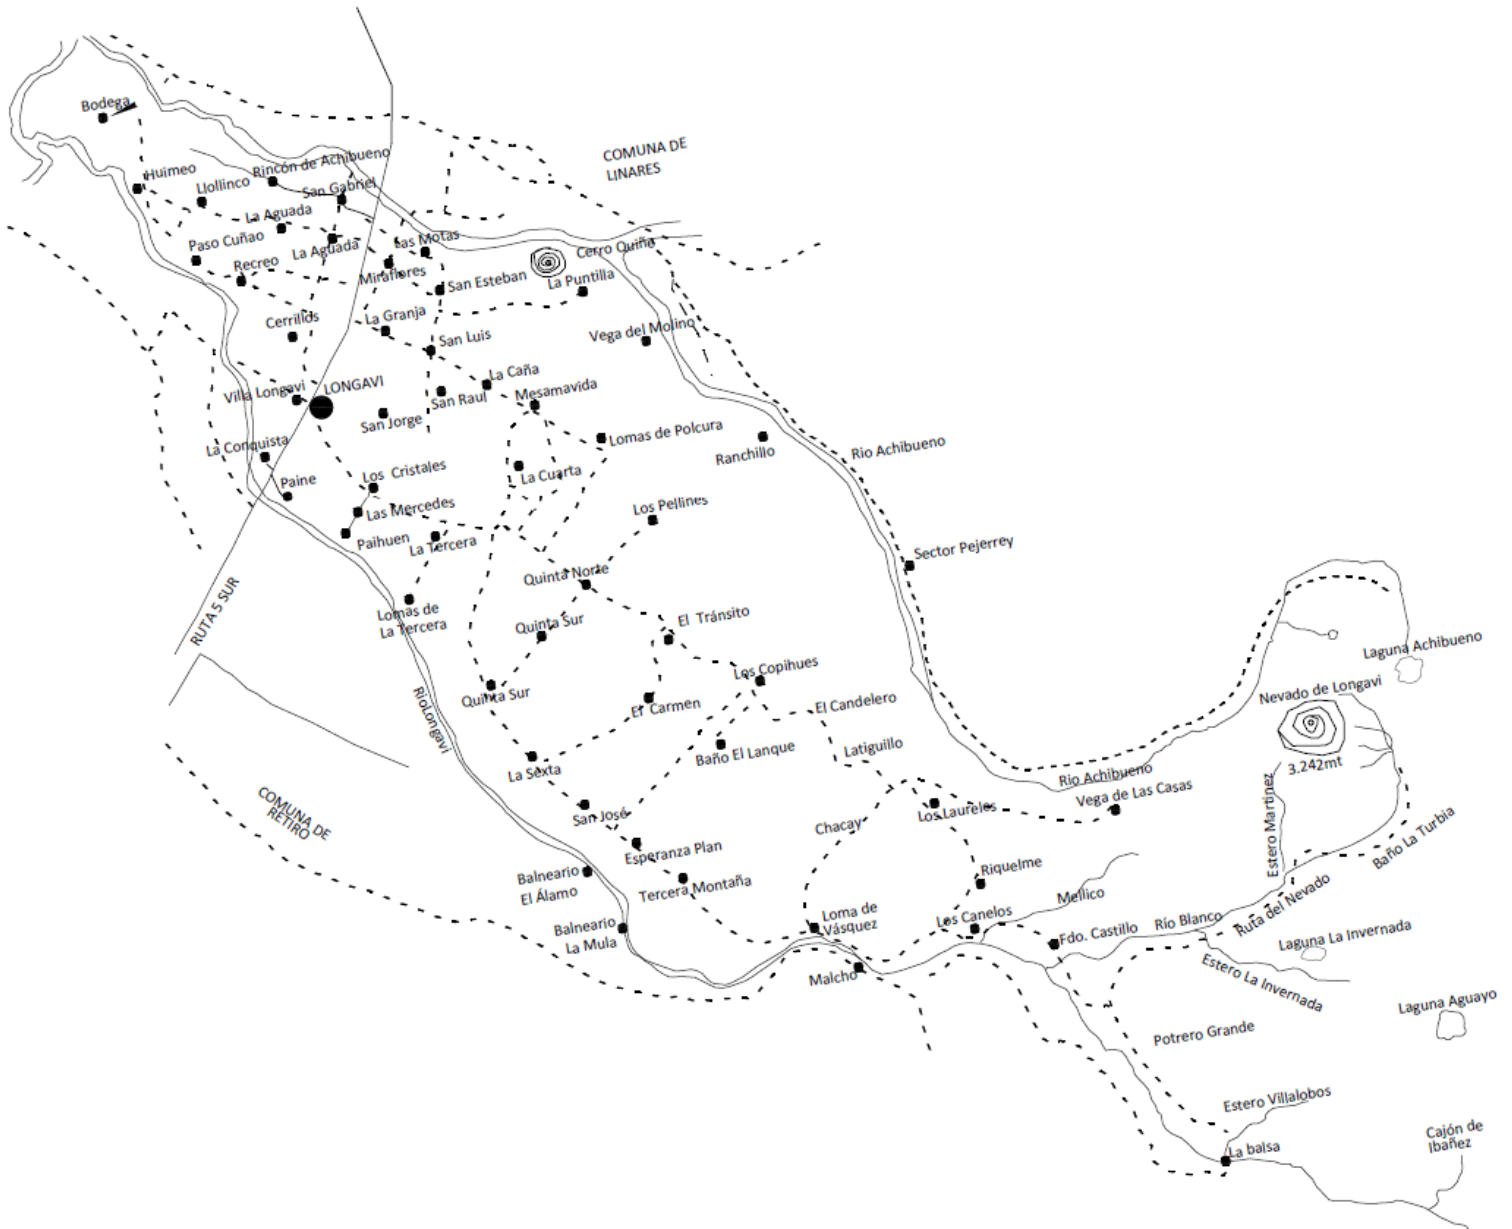 Bodega
COMUNA DE
LINARES
Huimeo
Llollinco
Rincón de Achibueno
San Gabriel
La Aguada
Paso Cuñao
La Aguada
Las Motas
Recreo
Miraflores
San Esteban
Cerro Quiñe
La Puntilla
Cerrillos
La Granja
San Luis
Vega del Molino
Villa Longavi
LONGAVI
San Jorge
San Raul
La Caña
Mesamavida
La Conquista
Lomas de Polcura
Ranchillo
Rio Achibueno
Paine
Los Cristales
La Cuarta
Las Mercedes
Los Pellines
Paihuen
La Tercera
Sector Pejerrey
RUTA 5 SUR
Lomas de
La Tercera
Quinta Norte
Quinta Sur
El Tránsito
Laguna Achibueno
Los Copihues
Quinta Sur
El Carmen
El Candelero
Nevado de Longavi
3.242mt
RioLongavi
Baño El Lanque
Latiguillo
La Sexta
Rio Achibueno
Vega de Las Casas
Estero Martinez
COMUNA DE
RETIRO
San José
Chacay
Los Laureles
Baño La Turbia
Esperanza Plan
Balneario
El Álamo
Tercera Montaña
Riquelme
Mellico
Balneario
La Mula
Loma de
Vásquez
Los Canelos
Fdo. Castillo
Río Blanco
Ruta del Nevado
Laguna La Invernada
Malcho
Estero La Invernada
Laguna Aguayo
Potrero Grande
Estero Villalobos
Cajón de
Ibañez
La balsa